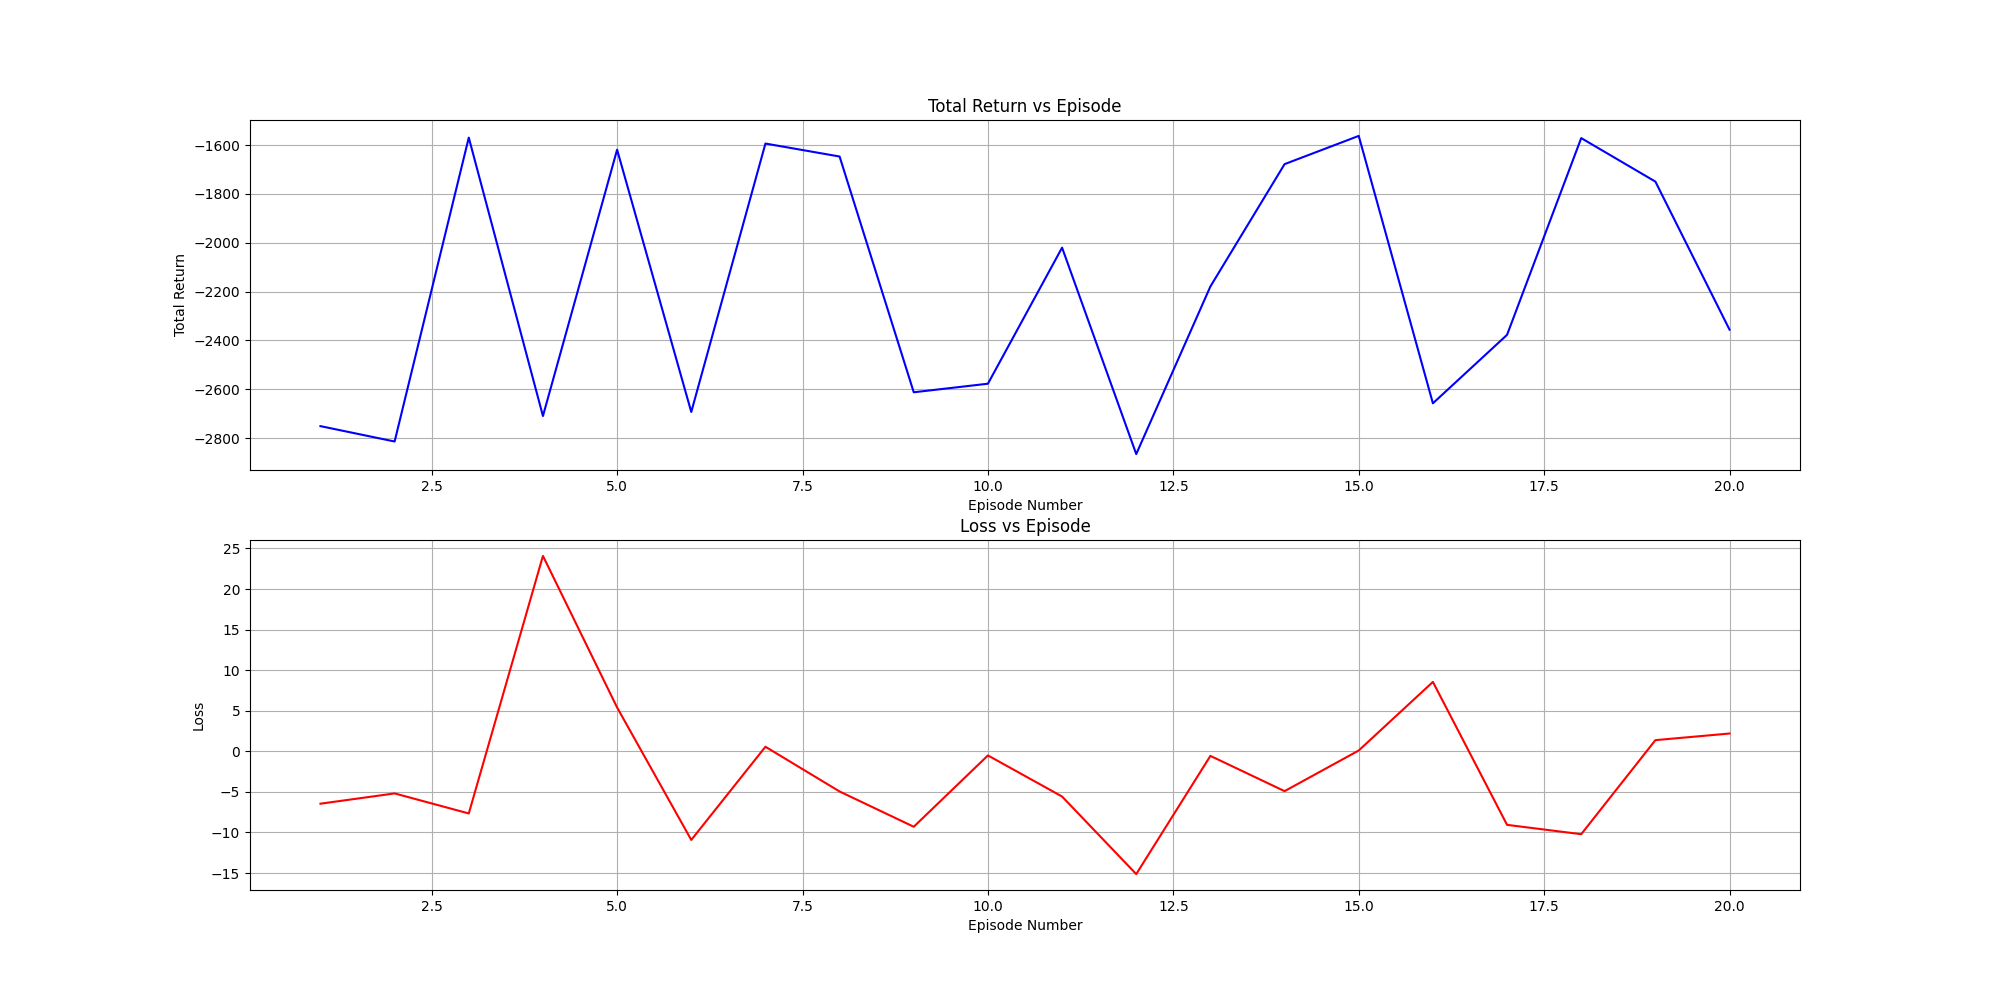 Total Return vs Episode
Total Return
−1600
−1800
−2000
−2200
−2400
−2600
−2800
2.5 5.0 7.5 10.0 12.5 15.0 17.5 20.0
Episode Number
Loss vs Episode
Loss
25
20
15
10
5
0
−5
−10
−15
2.5 5.0 7.5 10.0 12.5 15.0 17.5 20.0
Episode Number